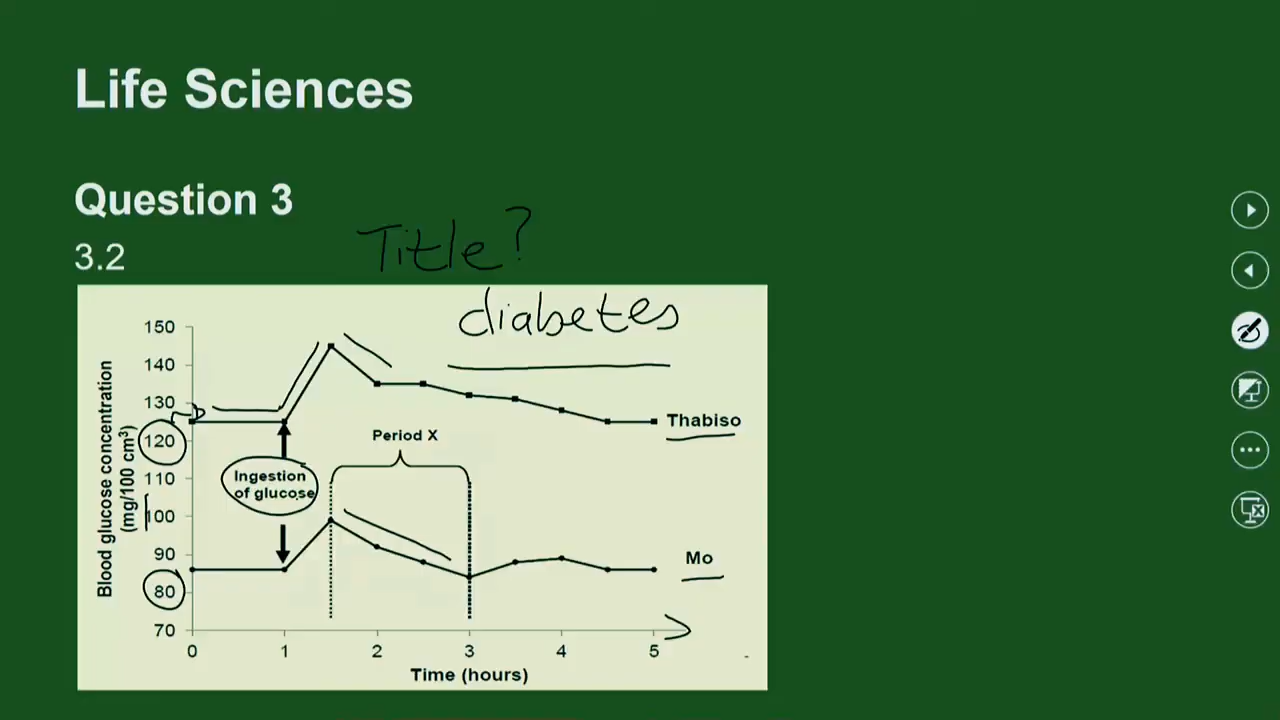 Life Sciences
Question 3
3.2
Title?
diabetes
150
140
130
120
110
100
90
80
70
Blood glucose concentration
(mg/100 cm³)
Thabiso
Period X
Ingestion
of glucose
Mo
0 1 2 3 4 5
Time (hours)